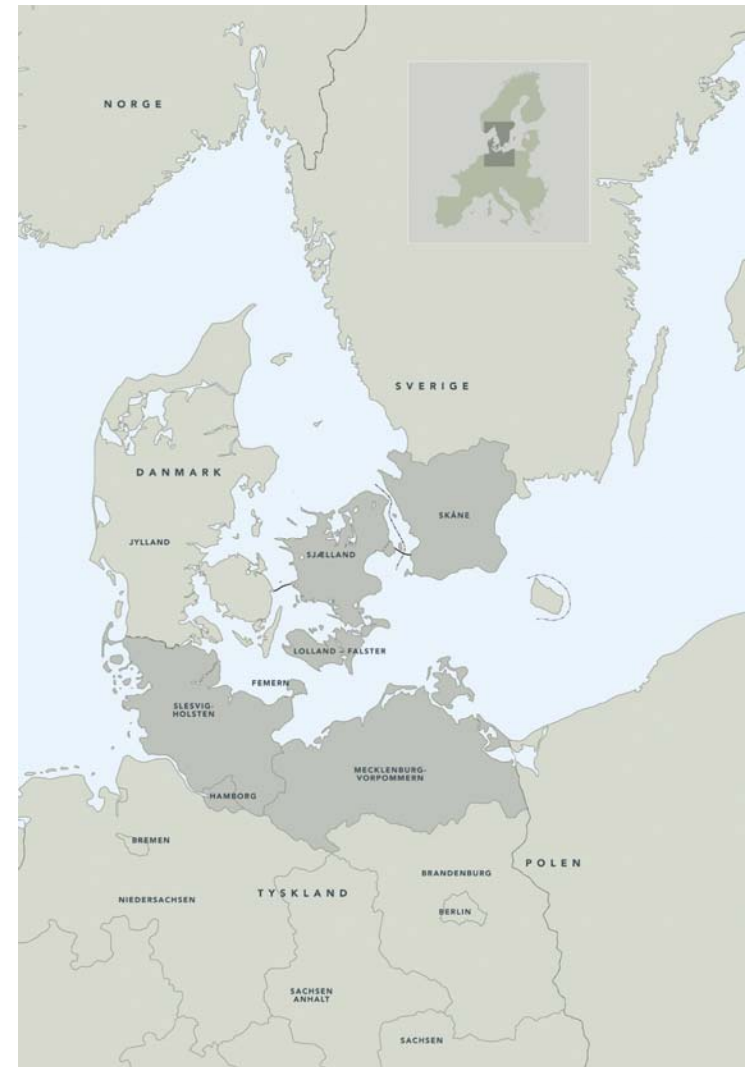 NORGE
SVERIGE
DANMARK
SKÅNE
JYLLAND
SJÆLLAND
LOLLAND – FALSTER
FEMERN
SLESVIG-
HOLSTEN
MECKLENBURG-
VORPOMMERN
HAMBORG
BREMEN
POLEN
BRANDENBURG
TYSKLAND
NIEDERSACHSEN
BERLIN
SACHSEN
ANHALT
SACHSEN